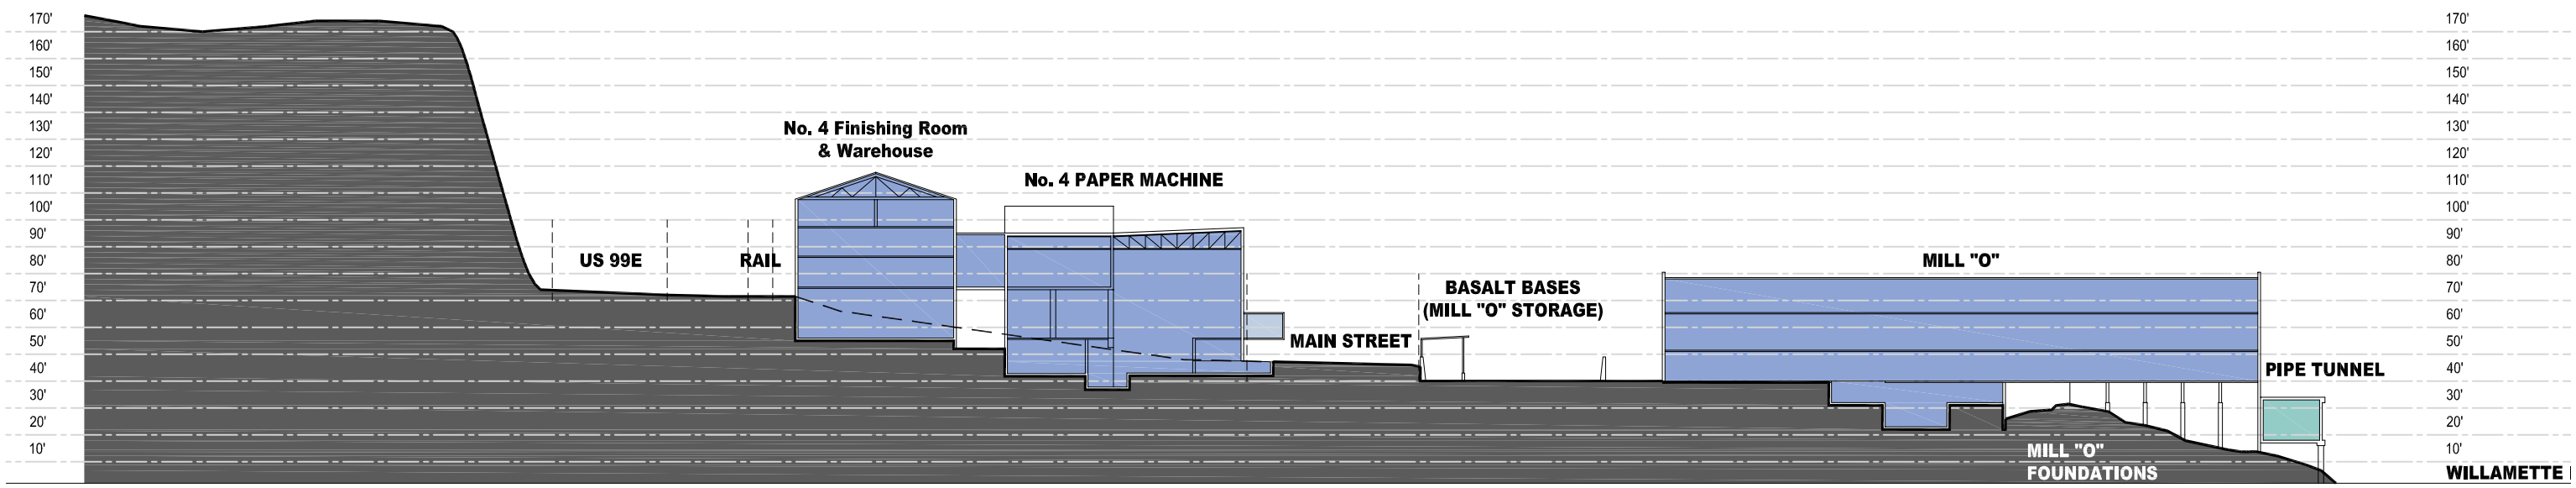 170'
160'
150'
140'
130'
120'
110'
100'
90'
80'
70'
60'
50'
40'
30'
20'
10'
No. 4 Finishing Room
& Warehouse
No. 4 PAPER MACHINE
US 99E
RAIL
MAIN STREET
BASALT BASES
(MILL "O" STORAGE)
MILL "O"
PIPE TUNNEL
MILL "O"
FOUNDATIONS
170'
160'
150'
140'
130'
120'
110'
100'
90'
80'
70'
60'
50'
40'
30'
20'
10'
WILLAMETTE